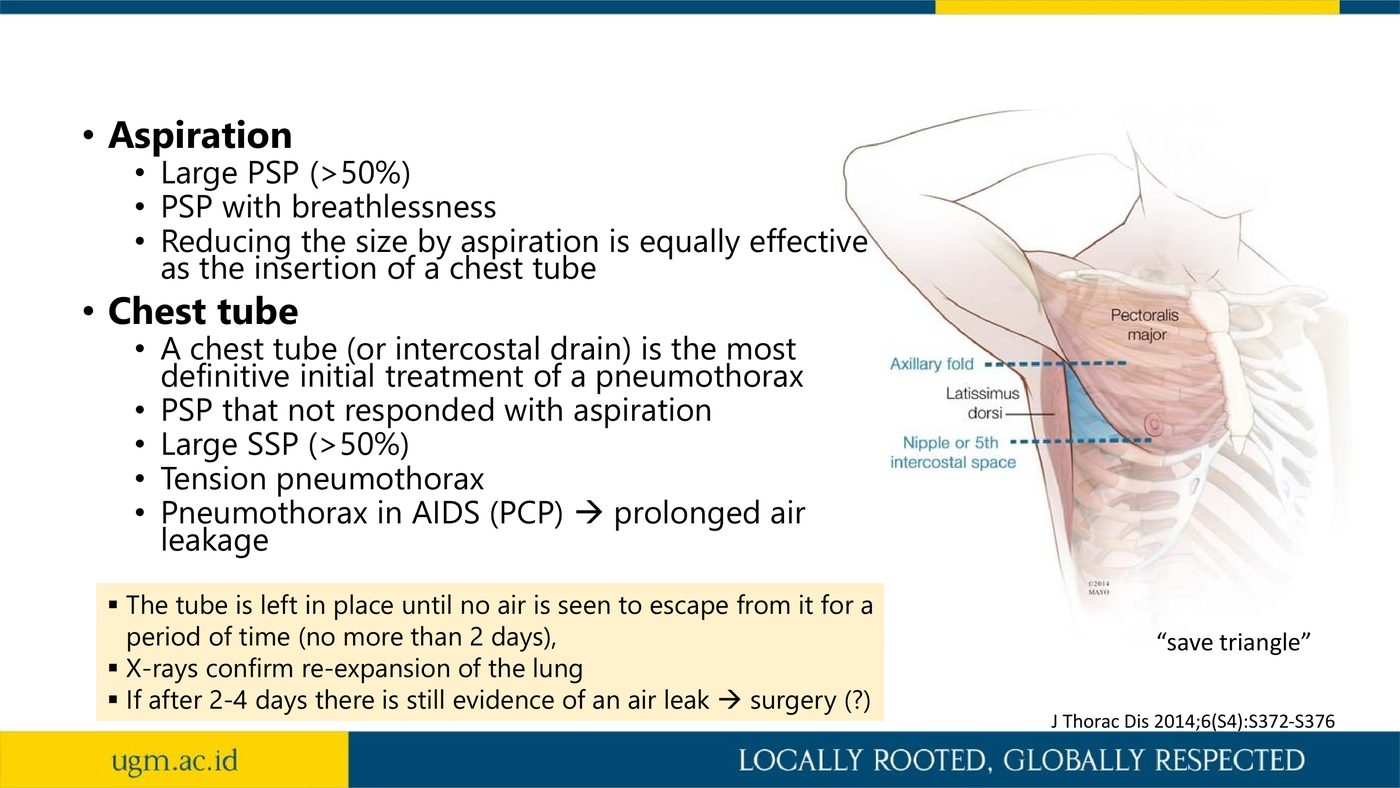 • Aspiration
• Large PSP (>50%)
• PSP with breathlessness
• Reducing the size by aspiration is equally effective
as the insertion of a chest tube
• Chest tube
• A chest tube (or intercostal drain) is the most
definitive initial treatment of a pneumothorax
• PSP that not responded with aspiration
• Large SSP (>50%)
• Tension pneumothorax
• Pneumothorax in AIDS (PCP) → prolonged air
leakage
▪ The tube is left in place until no air is seen to escape from it for a
period of time (no more than 2 days),
▪ X-rays confirm re-expansion of the lung
▪ If after 2-4 days there is still evidence of an air leak → surgery (?)
Pectoralis
major
Axillary fold
Latissimus
dorsi
Nipple or 5th
intercostal space
©2014
MAYO
“save triangle”
J Thorac Dis 2014;6(S4):S372-S376
ugm.ac.id
LOCALLY ROOTED, GLOBALLY RESPECTED